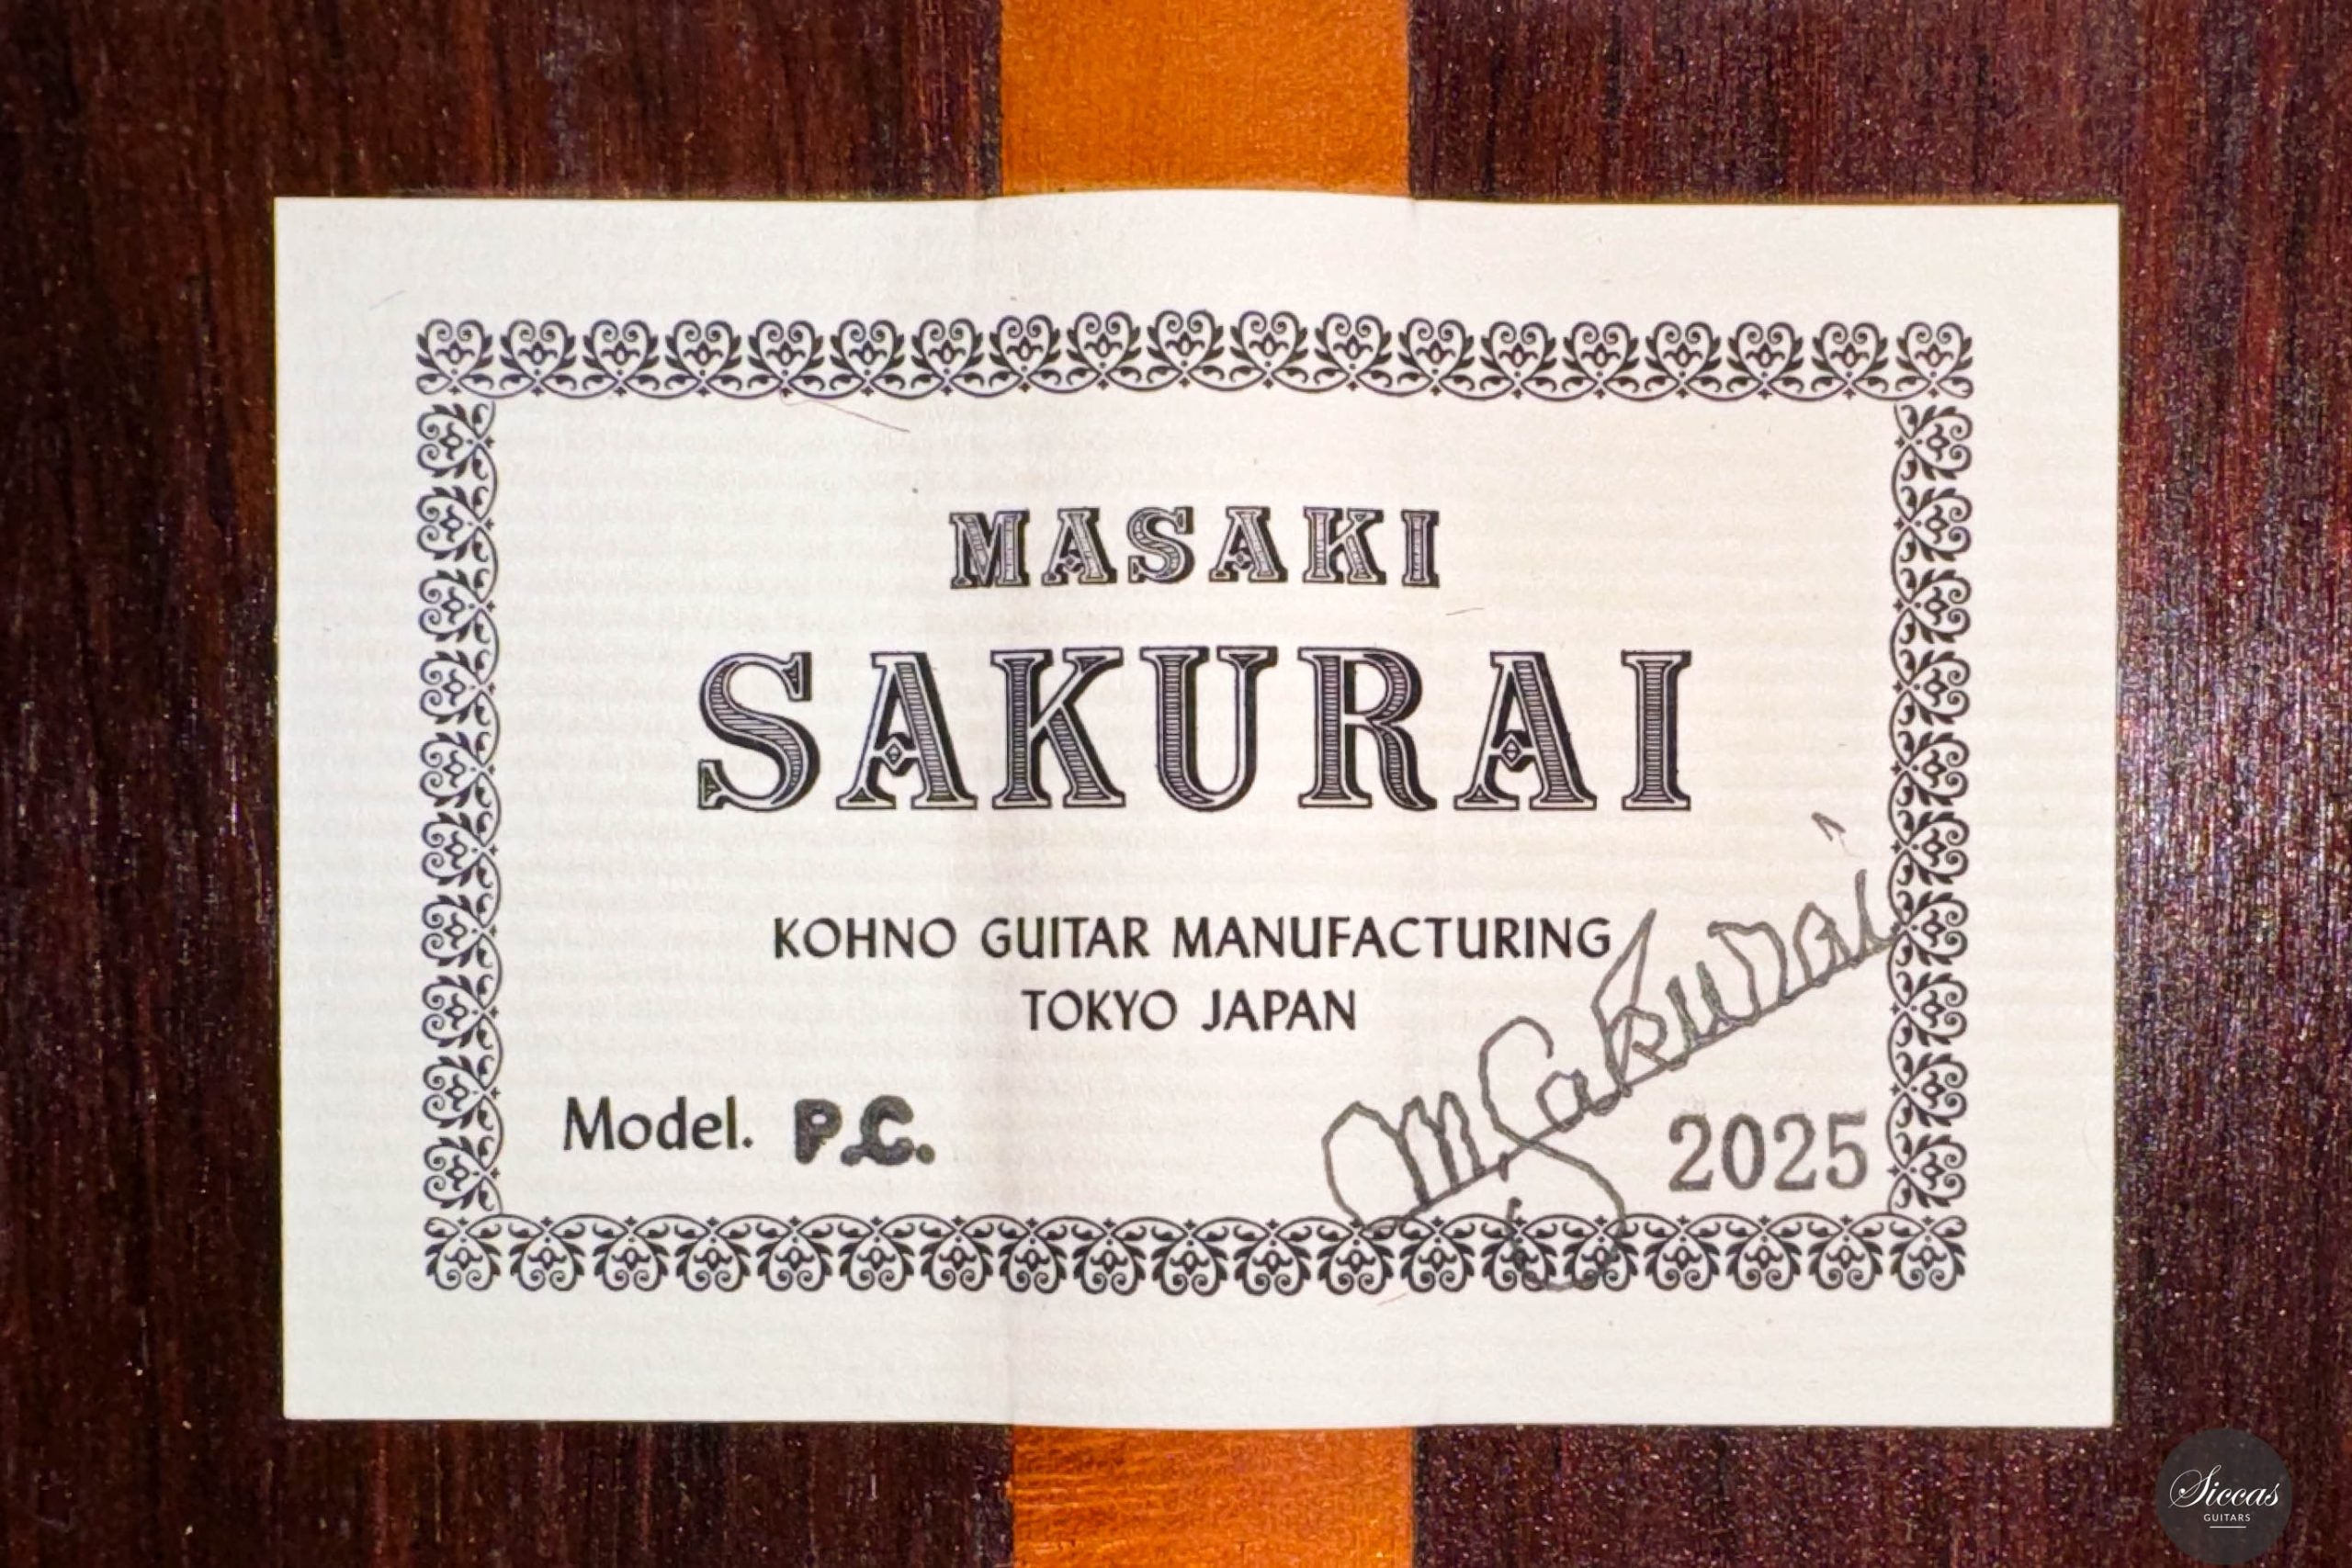 MASAKI
SAKURAI
KOHNO GUITAR MANUFACTURING
TOKYO JAPAN
M. Sakurai
Model. P.C. 2025
Siccas
GUITARS